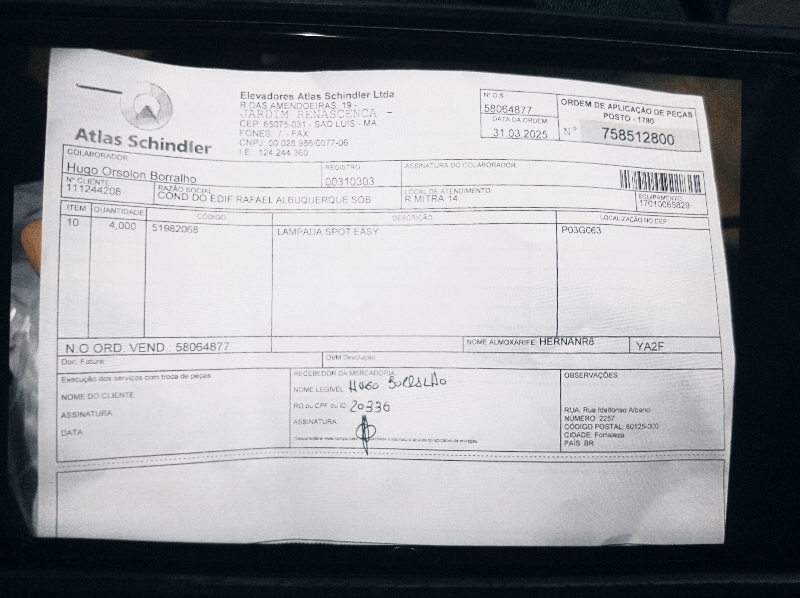 Atlas Schindler
Elevadores Atlas Schindler Ltda
R DAS AMENDOEIRAS, 19 -
JARDIM RENASCENCA -
CEP: 65075-031 - SAO LUIS - MA
FONES: / - FAX
CNPJ: 00 028 986/0077-06
I.E.: 124.244.360
Nº O.S.
58064877
DATA DA ORDEM
31.03.2025
ORDEM DE APLICAÇÃO DE PEÇAS
POSTO - 1780
Nº 758512800
COLABORADOR
Hugo Orsolon Borralho
REGISTRO
00310303
ASSINATURA DO COLABORADOR
Nº CLIENTE
111244208
RAZÃO SOCIAL
COND DO EDIF RAFAEL ALBUQUERQUE SOB
LOCAL DE ATENDIMENTO:
R MITRA 14
EQUIPAMENTO:
17010065829
ITEM QUANTIDADE CÓDIGO DESCRIÇÃO LOCALIZAÇÃO NO DEP
10 4,000 51982068 LAMPADA SPOT EASY P03G063
N.O ORD. VEND.: 58064877
NOME ALMOXARIFE: HERNANR8
YA2F
Doc. Fatura:
OVM Devolução:
Execução dos serviços com troca de peças
NOME DO CLIENTE
ASSINATURA
DATA
RECEBEDOR DA MERCADORIA
NOME LEGÍVEL: HUGO BORRALHO
RG ou CPF ou ID: 20336
ASSINATURA:
OBSERVAÇÕES:
RUA: Rua Idelfonso Albano
NÚMERO: 2257
CÓDIGO POSTAL: 60125-000
CIDADE: Fortaleza
PAÍS: BR